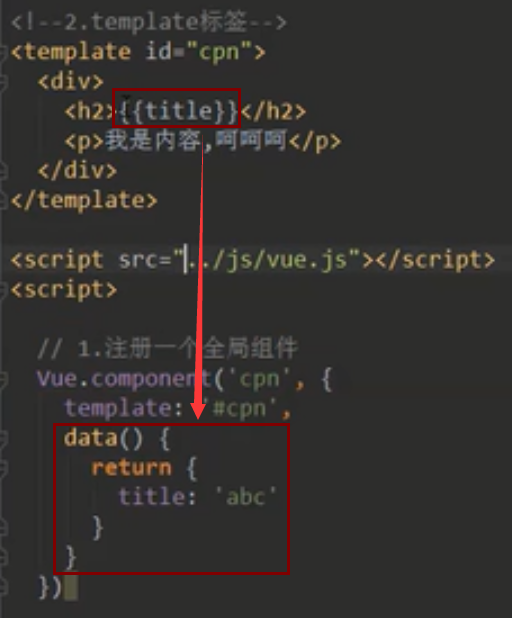 <!--2.template标签-->
<template id="cpn">
<div>
<h2>{{title}}</h2>
<p>我是内容,呵呵呵</p>
</div>
</template>
<script src="../js/vue.js"></script>
<script>
// 1.注册一个全局组件
Vue.component('cpn', {
template: '#cpn',
data() {
return {
title: 'abc'
}
}
})